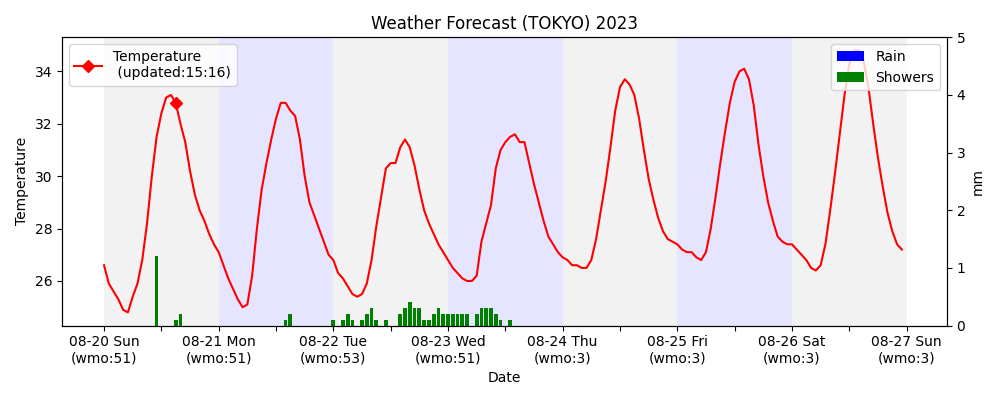 Weather Forecast (TOKYO) 2023
Temperature
(updated:15:16)
Rain
Showers
Temperature
34
32
30
28
26
5
4
3
2
1
0
mm
08-20 Sun
(wmo:51)
08-21 Mon
(wmo:51)
08-22 Tue
(wmo:53)
08-23 Wed
(wmo:51)
08-24 Thu
(wmo:3)
08-25 Fri
(wmo:3)
08-26 Sat
(wmo:3)
08-27 Sun
(wmo:3)
Date